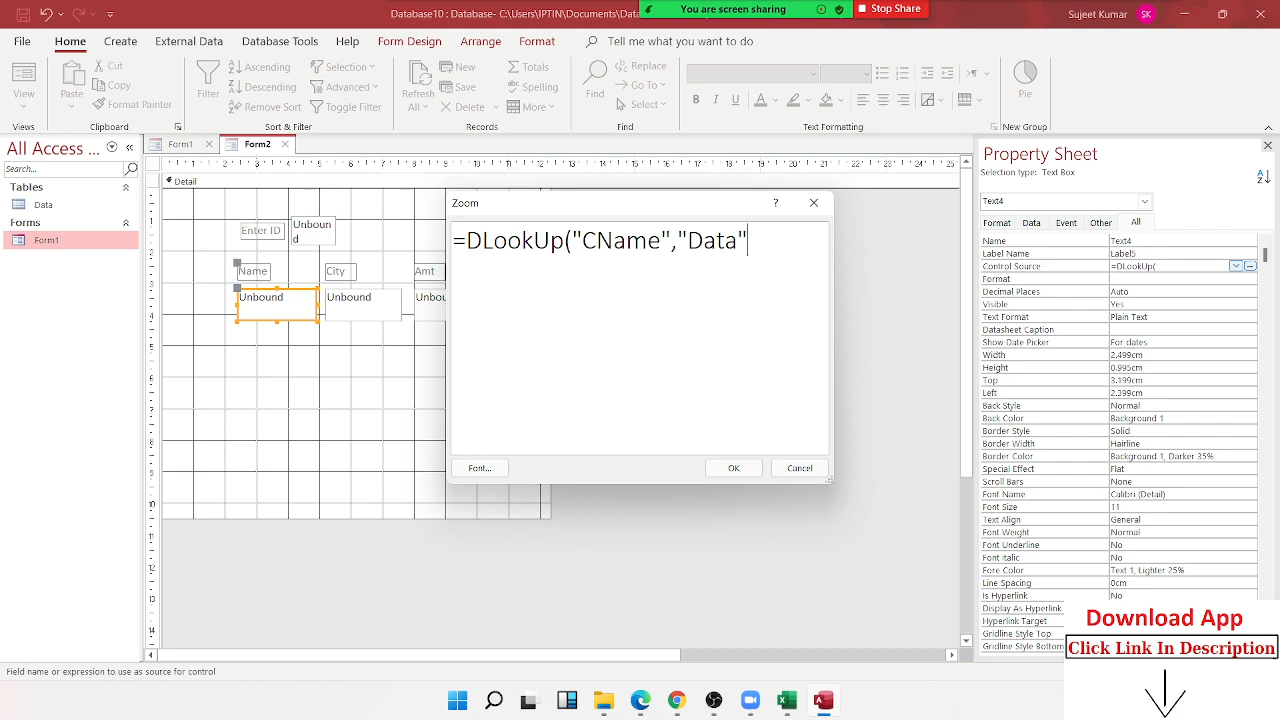 Database10 : Database- C:\Users\IPTIN\Documents\Data
You are screen sharing
Stop Share
Sujeet Kumar
SK
File
Home
Create
External Data
Database Tools
Help
Form Design
Arrange
Format
Tell me what you want to do
View
Views
Paste
Cut
Copy
Format Painter
Clipboard
Filter
Ascending
Descending
Remove Sort
Selection
Advanced
Toggle Filter
Sort & Filter
Refresh
All
New
Save
Delete
Totals
Spelling
More
Records
Find
Replace
Go To
Select
Find
B I U A
Text Formatting
Pie
New Group
All Access ...
Search...
Tables
Data
Forms
Form1
Form1
Form2
Detail
Enter ID
Unboun
d
Name
City
Amt
Unbound
Unbound
Unbou
Zoom
?
=DLookUp("CName","Data"
Font...
OK
Cancel
Property Sheet
Selection type: Text Box
Text4
Format
Data
Event
Other
All
Name Text4
Label Name Label5
Control Source =DLookUp(
Format
Decimal Places Auto
Visible Yes
Text Format Plain Text
Datasheet Caption
Show Date Picker For dates
Width 2.499cm
Height 0.995cm
Top 3.199cm
Left 2.399cm
Back Style Normal
Back Color Background 1
Border Style Solid
Border Width Hairline
Border Color Background 1, Darker 35%
Special Effect Flat
Scroll Bars None
Font Name Calibri (Detail)
Font Size 11
Text Align General
Font Weight Normal
Font Underline No
Font Italic No
Fore Color Text 1, Lighter 25%
Line Spacing 0cm
Is Hyperlink No
Display As Hyperlink
Hyperlink Target
Gridline Style Top
Gridline Style Bottom
Download App
Click Link In Description
Field name or expression to use as source for control